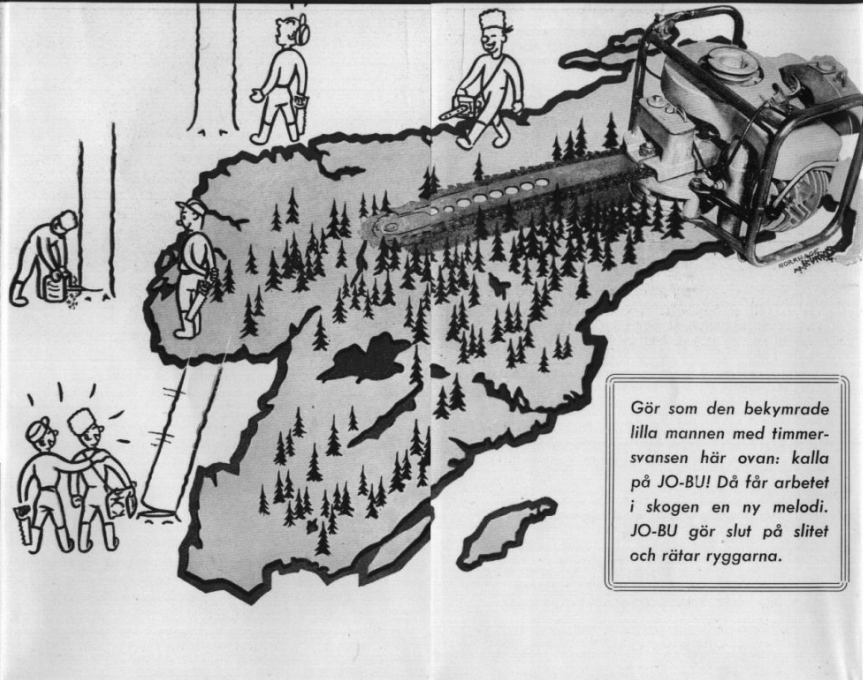 Gör som den bekymrade
lilla mannen med timmer-
svansen här ovan: kalla
på JO-BU! Då får arbetet
i skogen en ny melodi.
JO-BU gör slut på slitet
och rätar ryggarna.